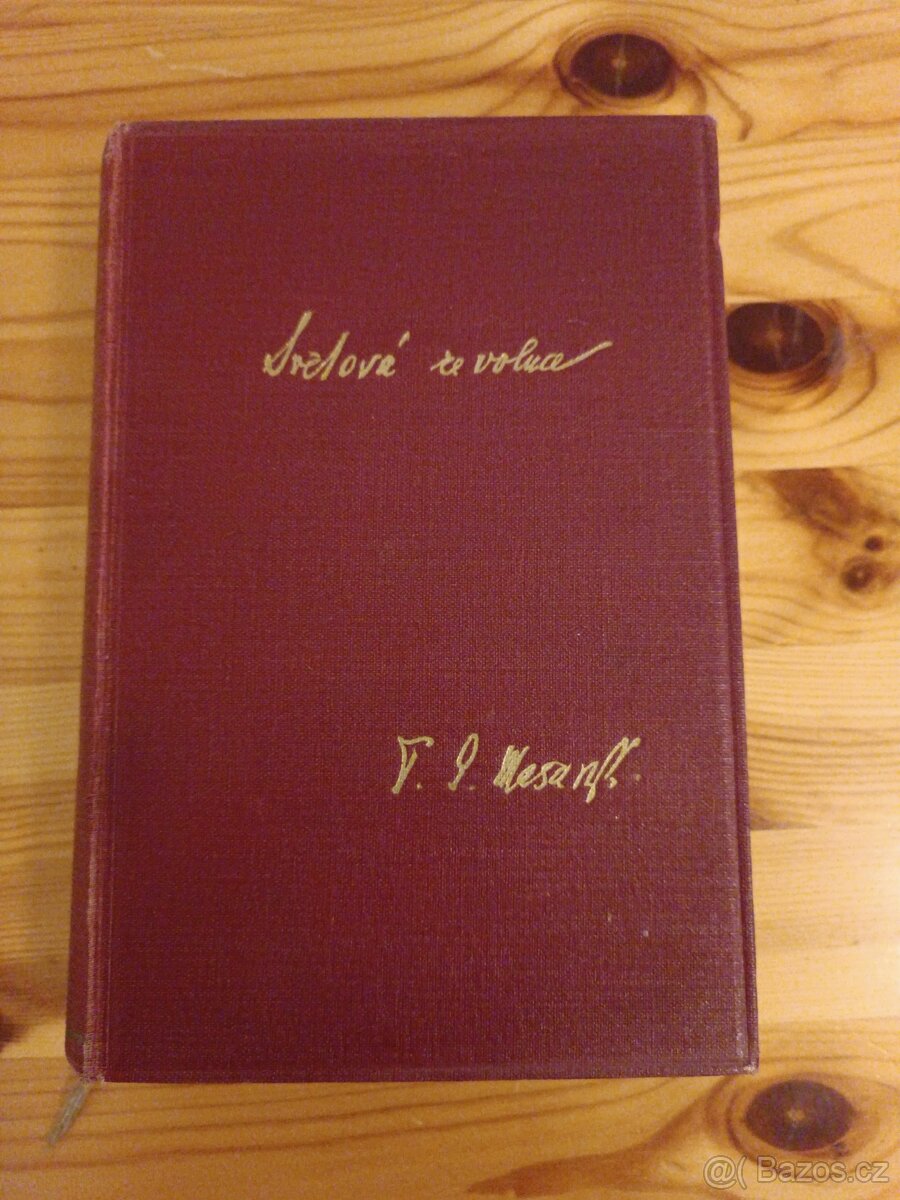 Světová revoluce
T. G. Masaryk.
@( Bazos.cz